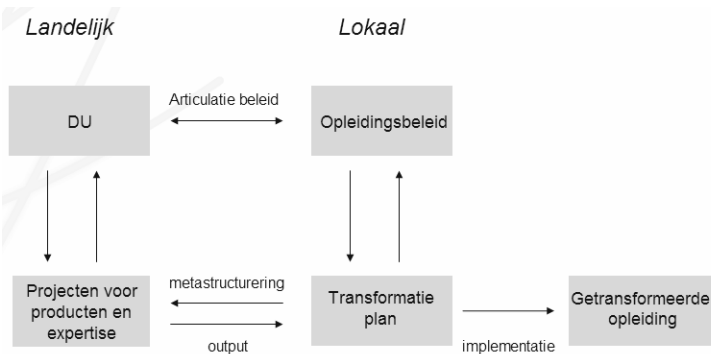 Landelijk
Lokaal
DU
Articulatie beleid
Opleidingsbeleid
Projecten voor
producten en
expertise
metastructurering
output
Transformatie
plan
implementatie
Getransformeerde
opleiding